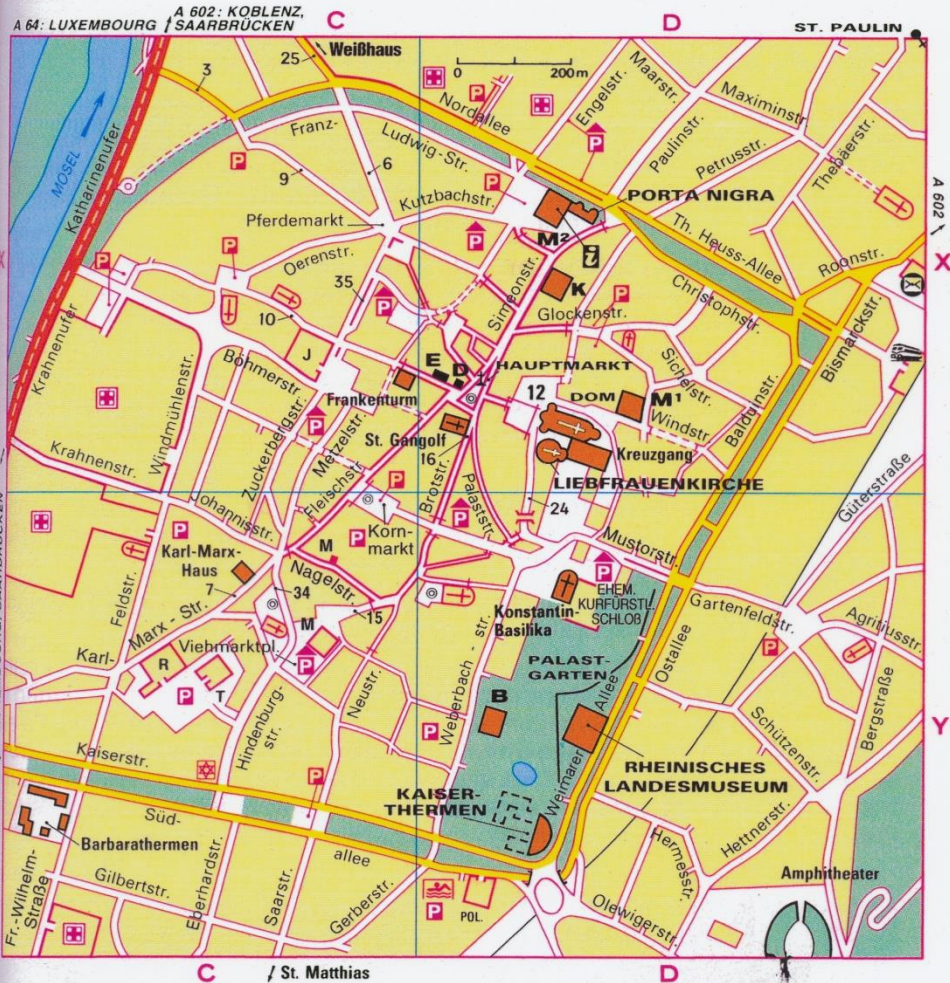 A 64: LUXEMBOURG
A 602: KOBLENZ,
SAARBRÜCKEN
C
D
ST. PAULIN
25
Weißhaus
3
0 200m
MOSEL
Katharinenufer
Franz-
Ludwig-Str.
Nordallee
Engelstr.
Maarstr.
Paulinstr.
Maximinstr.
Petrusstr.
Thebäerstr.
A 602
P
P
P
9
6
Kutzbachstr.
P
PORTA NIGRA
Pferdemarkt
P
M²
i
Th. Heuss-Allee
Roonstr.
X
P
P
Oerenstr.
35
P
Simeonstr.
K
Glockenstr.
P
Christophstr.
Bismarckstr.
10
J
Krahnenufer
Böhmerstr.
E
D
HAUPTMARKT
Sichelstr.
Frankenturm
12
DOM
M¹
Balduinstr.
Windmühlenstr.
Zuckerbergstr.
P
Metzelstr.
St. Gangolf
16
Windstr.
Kreuzgang
Krahnenstr.
Fleischstr.
P
Brotstr.
Palaststr.
LIEBFRAUENKIRCHE
Güterstraße
Johannisstr.
24
P
P
P
Korn-
markt
Mustorstr.
M
Karl-Marx-
Haus
Nagelstr.
P
EHEM.
KURFÜRSTL.
SCHLOß
Feldstr.
7
34
Konstantin-
Basilika
Gartenfeldstr.
Agritiusstr.
Karl-
Marx-Str.
M
15
Viehmarktpl.
P
P
R
T
P
PALAST-
GARTEN
Weberbach-
str.
Ostallee
Bergstraße
Neustr.
Hindenburg-
str.
P
B
Schützenstr.
Y
Kaiserstr.
P
Weimarer
Allee
RHEINISCHES
LANDESMUSEUM
KAISER-
THERMEN
Süd-
allee
Hettnerstr.
Hermesstr.
Barbarathermen
Gilbertstr.
Fr.-Wilhelm-
Straße
Eberhardstr.
Saarstr.
Gerberstr.
P
POL.
Olewigerstr.
Amphitheater
C
St. Matthias
D